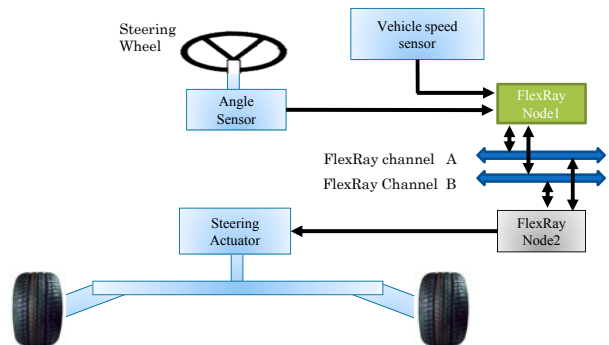 Steering
Wheel
Vehicle speed
sensor
Angle
Sensor
FlexRay
Node1
FlexRay channel A
FlexRay Channel B
Steering
Actuator
FlexRay
Node2